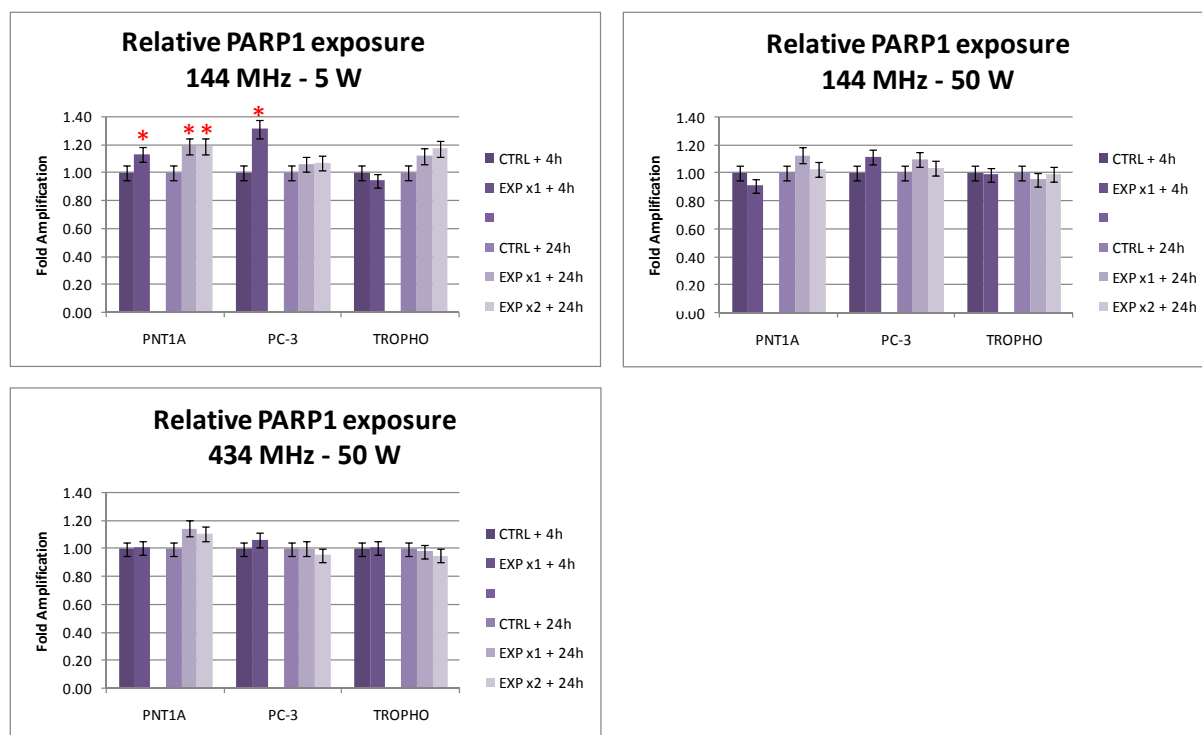 Relative PARP1 exposure
144 MHz - 5 W
Fold Amplification
1.40
1.20
1.00
0.80
0.60
0.40
0.20
0.00
* * * *
PNT1A PC-3 TROPHO
CTRL + 4h
EXP x1 + 4h
CTRL + 24h
EXP x1 + 24h
EXP x2 + 24h
Relative PARP1 exposure
144 MHz - 50 W
Fold Amplification
1.40
1.20
1.00
0.80
0.60
0.40
0.20
0.00
PNT1A PC-3 TROPHO
CTRL + 4h
EXP x1 + 4h
CTRL + 24h
EXP x1 + 24h
EXP x2 + 24h
Relative PARP1 exposure
434 MHz - 50 W
Fold Amplification
1.40
1.20
1.00
0.80
0.60
0.40
0.20
0.00
PNT1A PC-3 TROPHO
CTRL + 4h
EXP x1 + 4h
CTRL + 24h
EXP x1 + 24h
EXP x2 + 24h